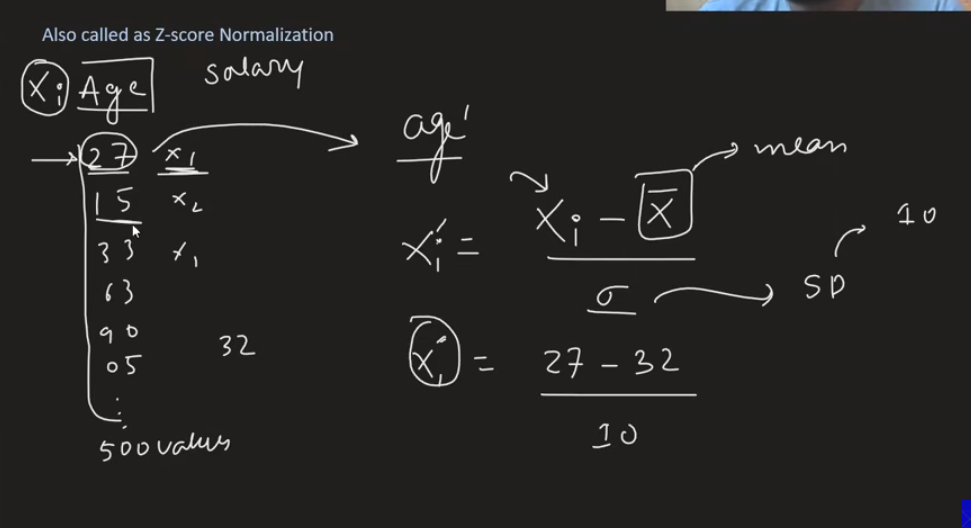 Also called as Z-score Normalization
Xi Age salary
27 x1
15 x2
33 x1
63
90
05
⋮
500 values
32
age'
Xi' = (Xi - X̄) / σ
mean
SD
10
X1' = (27 - 32) / 10